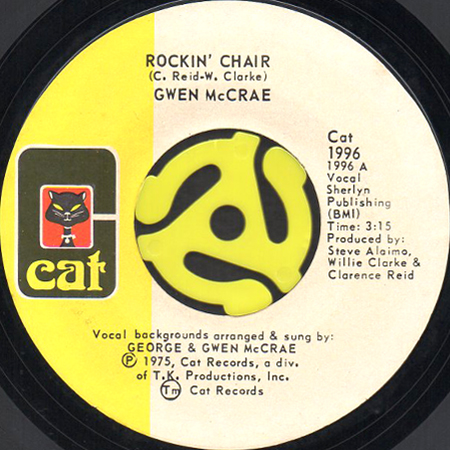 ROCKIN' CHAIR
(C. Reid-W. Clarke)
GWEN McCRAE
Cat
1996
1996 A
Vocal
Sherlyn
Publishing
(BMI)
Time: 3:15
Produced by:
Steve Alaimo,
Willie Clarke &
Clarence Reid
cat
Vocal backgrounds arranged & sung by:
GEORGE & GWEN McCRAE
Ⓟ 1975, Cat Records, a div.
of T.K. Productions, Inc.
Tm Cat Records